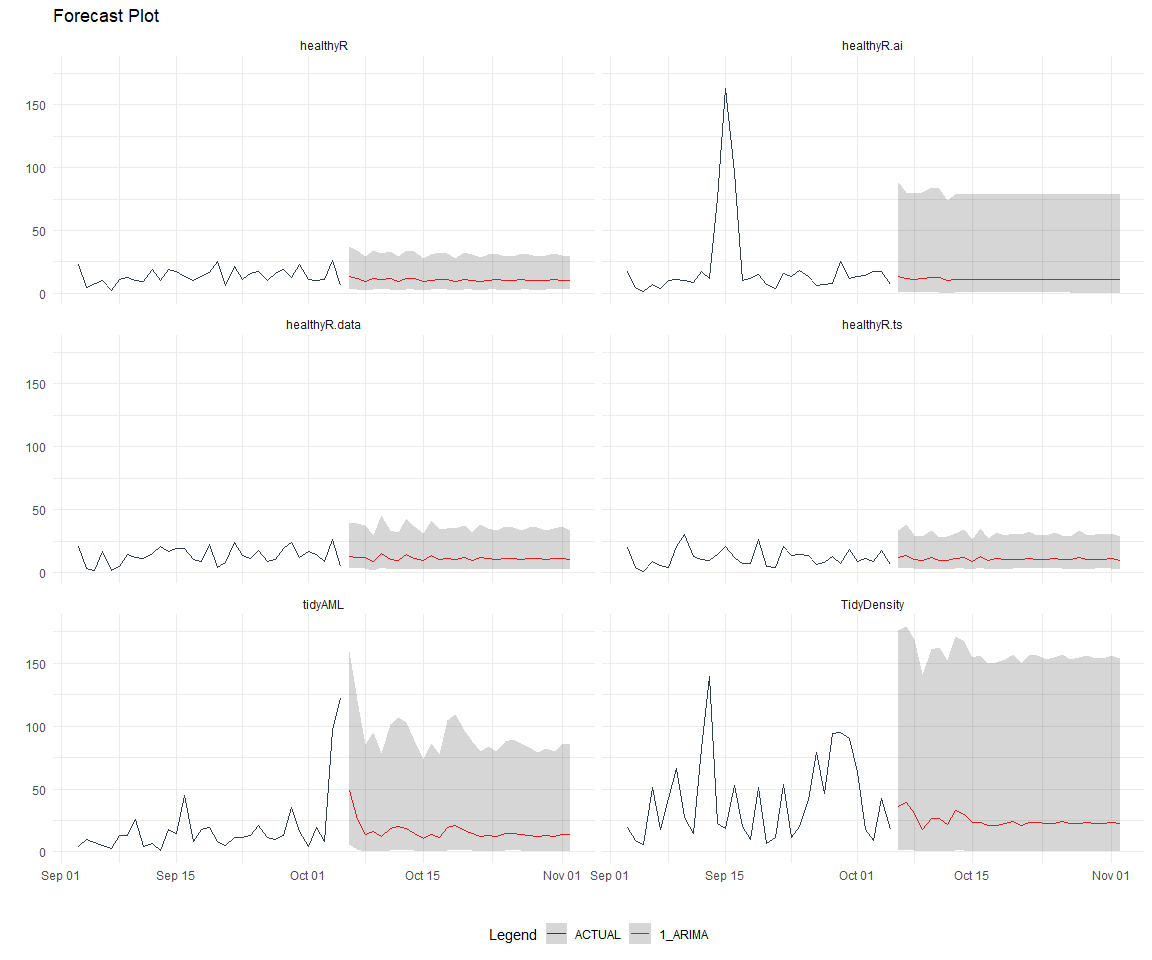 Forecast Plot
healthyR healthyR.ai
150
100
50
0
healthyR.data healthyR.ts
150
100
50
0
tidyAML TidyDensity
150
100
50
0
Sep 01 Sep 15 Oct 01 Oct 15 Nov 01 Sep 01 Sep 15 Oct 01 Oct 15 Nov 01
Legend ACTUAL 1_ARIMA